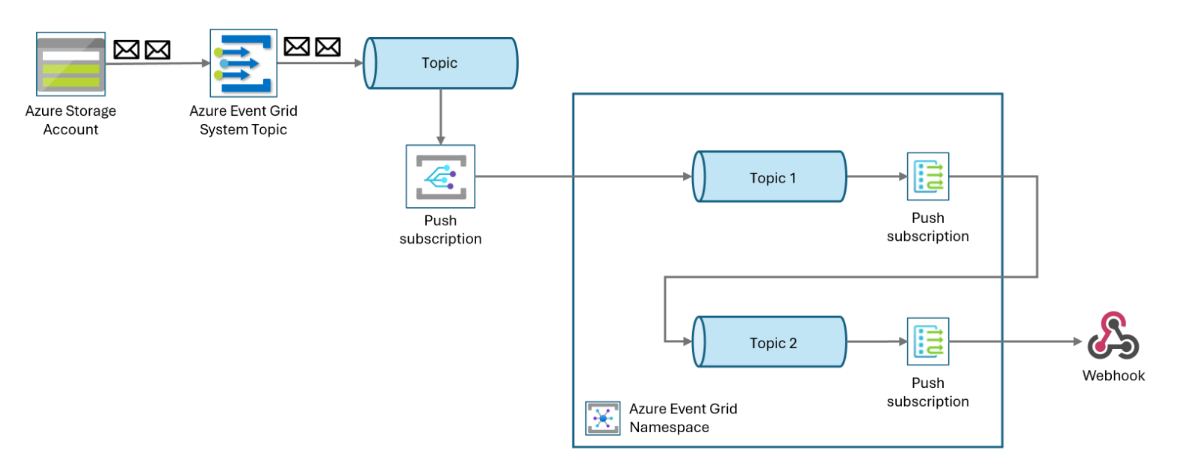 Topic
Azure Storage
Account
Azure Event Grid
System Topic
Push
subscription
Topic 1
Push
subscription
Topic 2
Push
subscription
Webhook
Azure Event Grid
Namespace